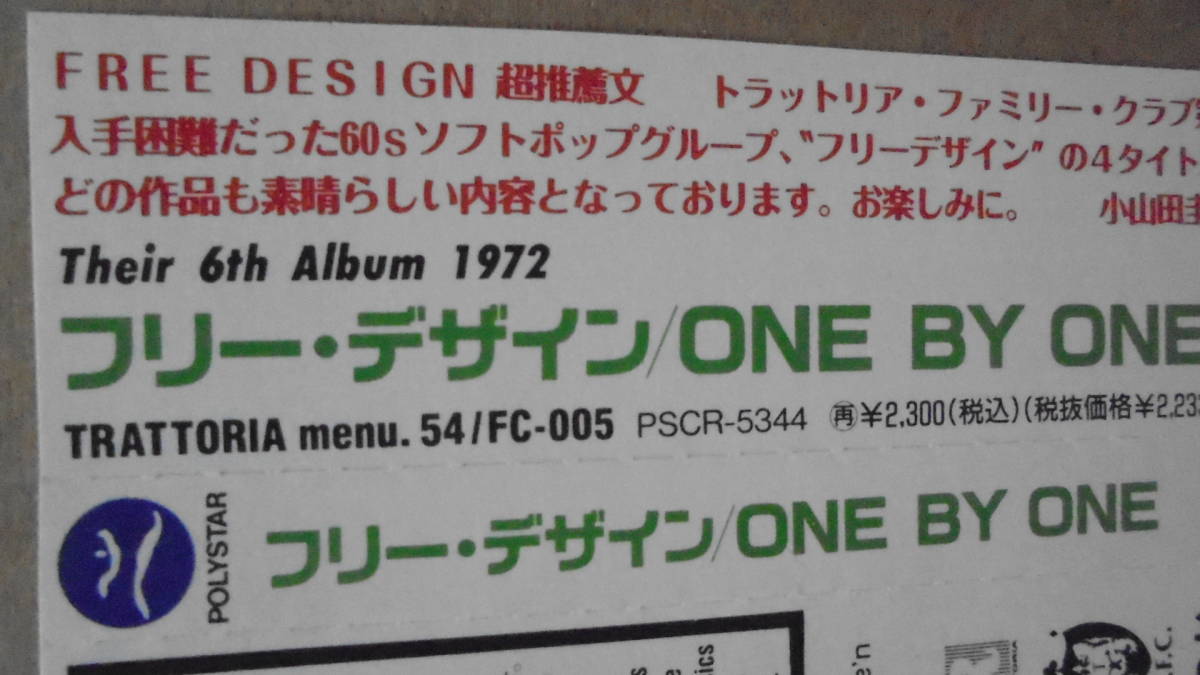 FREE DESIGN 超推薦文　トラットリア・ファミリー・クラブ
入手困難だった60sソフトポップグループ、〝フリーデザイン〟の4タイト
どの作品も素晴らしい内容となっております。お楽しみに。　小山田圭
Their 6th Album 1972
フリー・デザイン/ONE BY ONE
TRATTORIA menu. 54/FC-005 PSCR-5344 ㊢¥2,300(税込)(税抜価格¥2,23
POLYSTAR
フリー・デザイン/ONE BY ONE